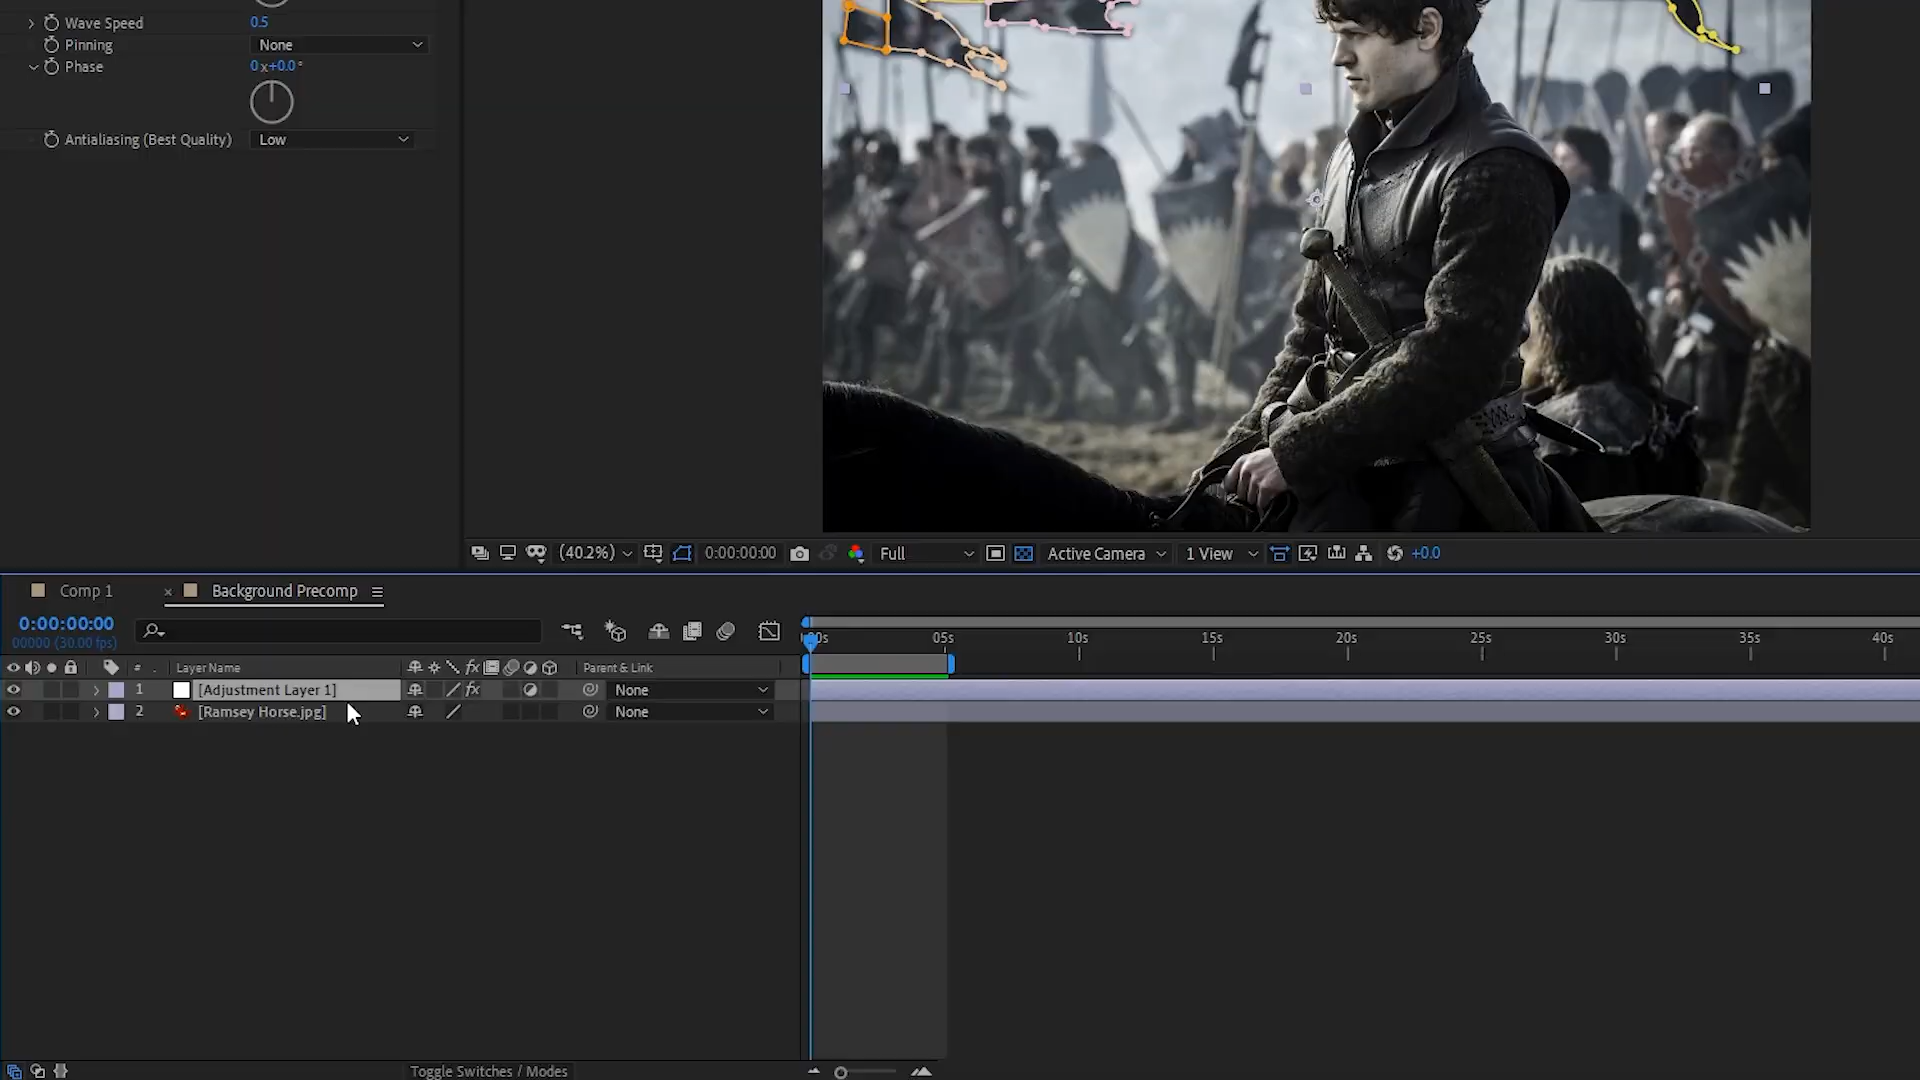 Wave Speed 0.5
Pinning None
Phase 0x+0.0°
Antialiasing (Best Quality) Low
(40.2%) 0:00:00:00 Full Active Camera 1 View +0.0
Comp 1 × Background Precomp
0:00:00:00
00000 (30.00 fps)
:00s 05s 10s 15s 20s 25s 30s 35s 40s
# Layer Name fx Parent & Link
1 [Adjustment Layer 1] fx None
2 [Ramsey Horse.jpg] None
Toggle Switches / Modes